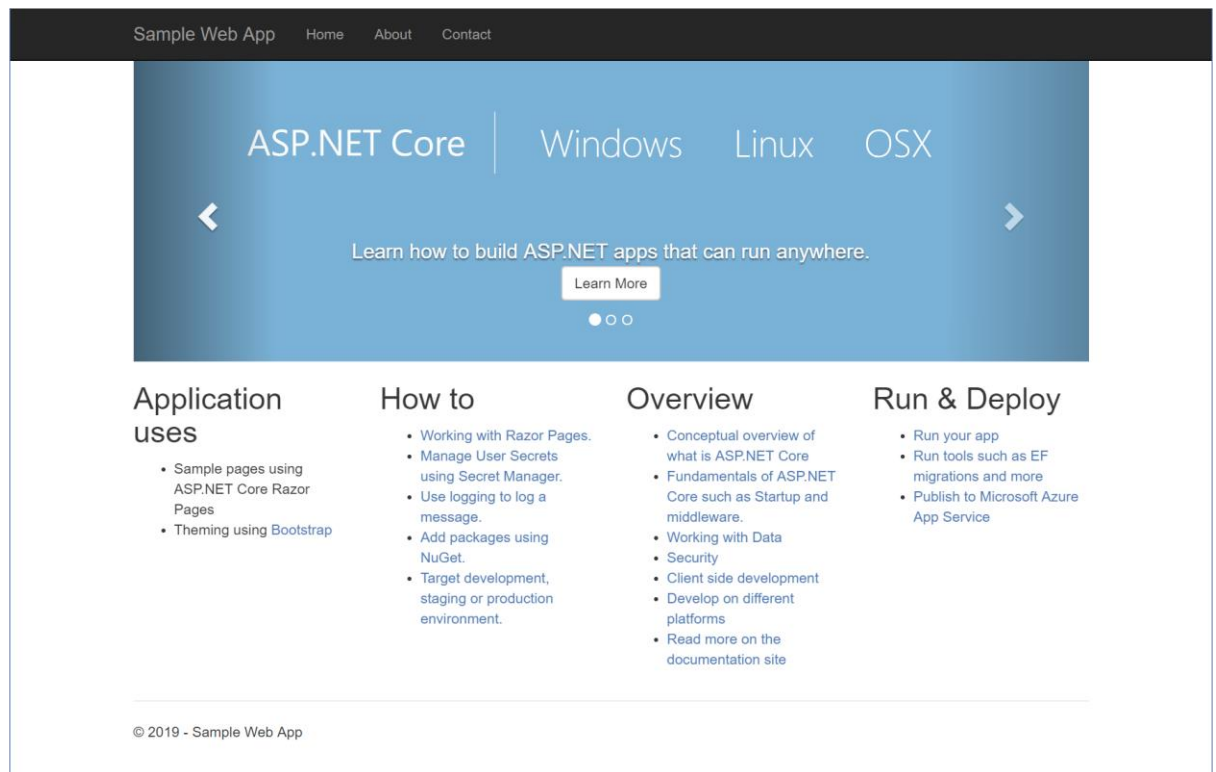 Sample Web App Home About Contact
ASP.NET Core Windows Linux OSX
Learn how to build ASP.NET apps that can run anywhere.
Learn More
Application
uses
Sample pages using
ASP.NET Core Razor
Pages
Theming using Bootstrap
How to
Working with Razor Pages.
Manage User Secrets
using Secret Manager.
Use logging to log a
message.
Add packages using
NuGet.
Target development,
staging or production
environment.
Overview
Conceptual overview of
what is ASP.NET Core
Fundamentals of ASP.NET
Core such as Startup and
middleware.
Working with Data
Security
Client side development
Develop on different
platforms
Read more on the
documentation site
Run & Deploy
Run your app
Run tools such as EF
migrations and more
Publish to Microsoft Azure
App Service
© 2019 - Sample Web App